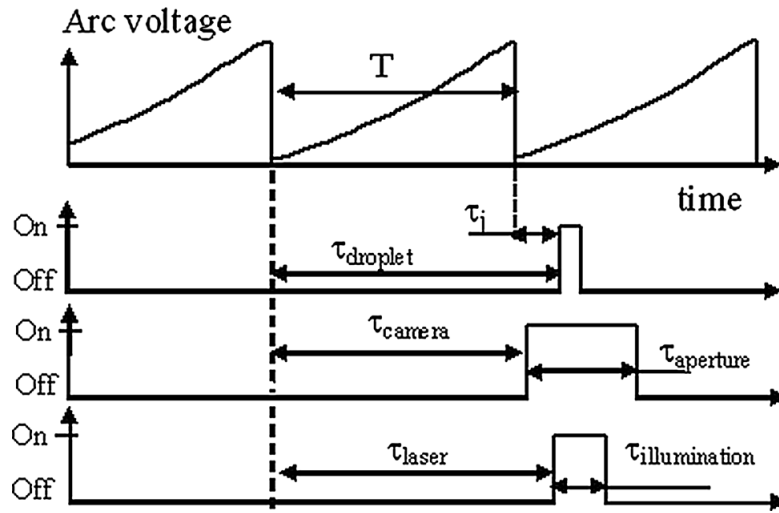 Arc voltage
T
time
On
τj
τdroplet
Off
On
τcamera
τaperture
Off
On
τlaser
τillumination
Off